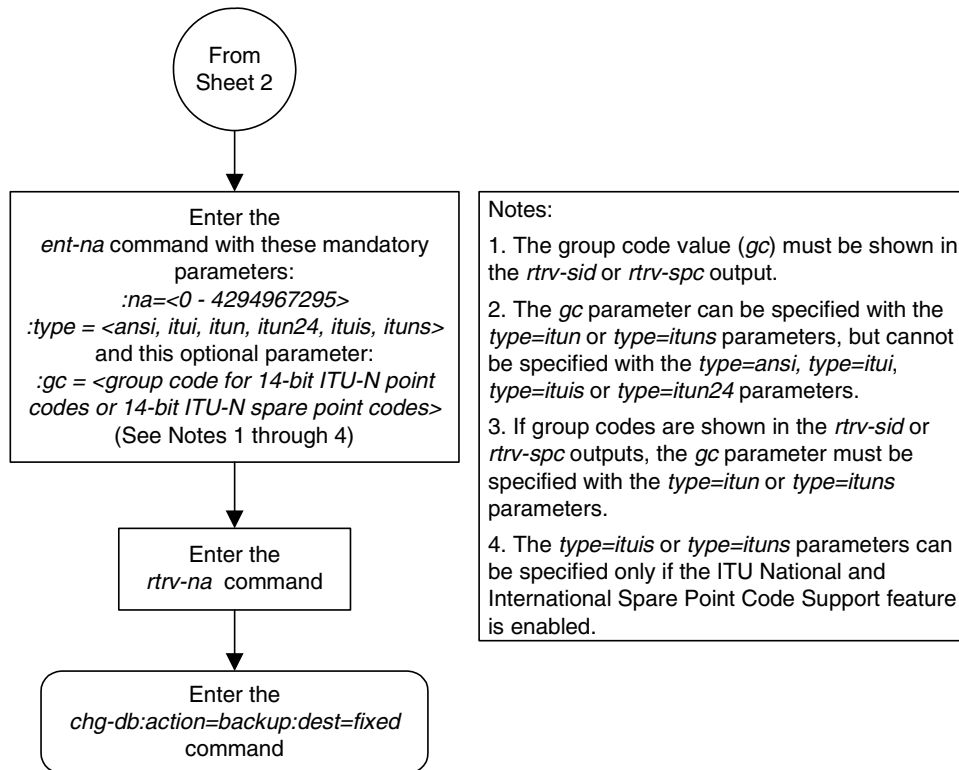 From
Sheet 2
Enter the
ent-na command with these mandatory
parameters:
:na=<0 - 4294967295>
:type = <ansi, itui, itun, itun24, ituis, ituns>
and this optional parameter:
:gc = <group code for 14-bit ITU-N point
codes or 14-bit ITU-N spare point codes>
(See Notes 1 through 4)
Enter the
rtrv-na command
Enter the
chg-db:action=backup:dest=fixed
command
Notes:
1. The group code value (gc) must be shown in
the rtrv-sid or rtrv-spc output.
2. The gc parameter can be specified with the
type=itun or type=ituns parameters, but cannot
be specified with the type=ansi, type=itui,
type=ituis or type=itun24 parameters.
3. If group codes are shown in the rtrv-sid or
rtrv-spc outputs, the gc parameter must be
specified with the type=itun or type=ituns
parameters.
4. The type=ituis or type=ituns parameters can
be specified only if the ITU National and
International Spare Point Code Support feature
is enabled.